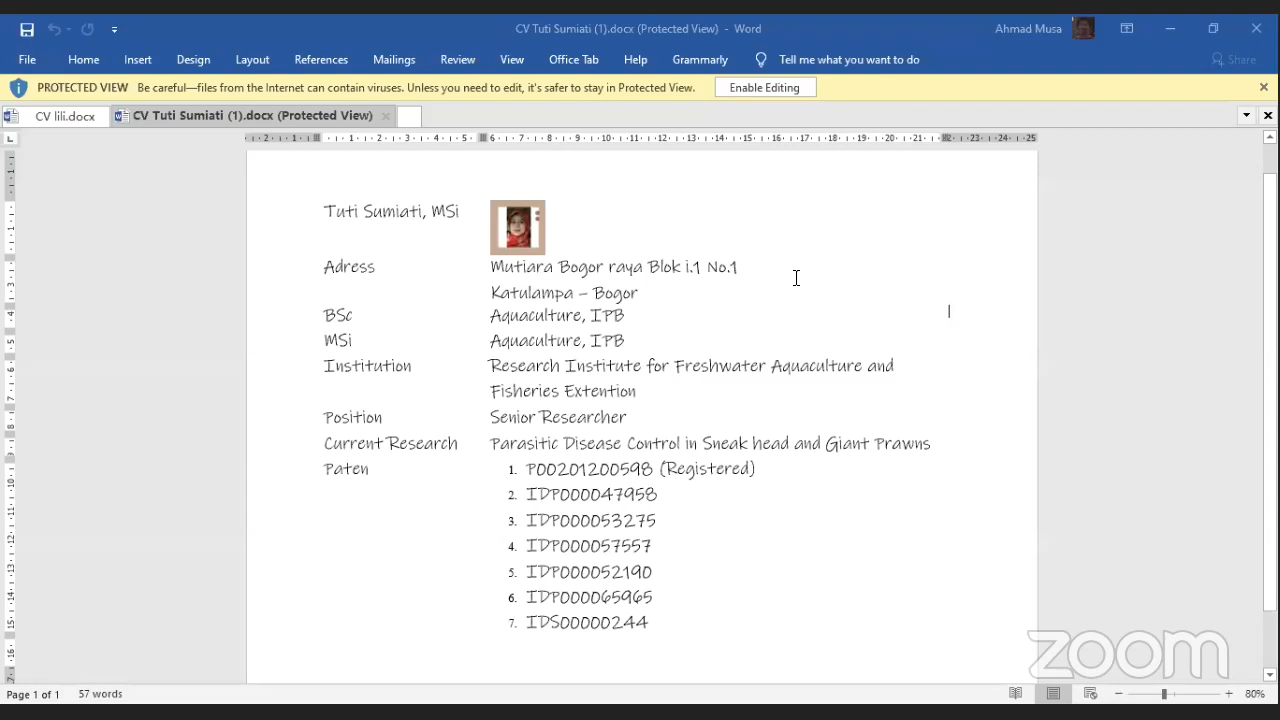 CV Tuti Sumiati (1).docx (Protected View) - Word
Ahmad Musa
File Home Insert Design Layout References Mailings Review View Office Tab Help Grammarly Tell me what you want to do Share
PROTECTED VIEW Be careful—files from the Internet can contain viruses. Unless you need to edit, it's safer to stay in Protected View. Enable Editing
CV lili.docx CV Tuti Sumiati (1).docx (Protected View)
Tuti Sumiati, MSi
Adress Mutiara Bogor raya Blok i.1 No.1
Katulampa – Bogor
BSc Aquaculture, IPB
MSi Aquaculture, IPB
Institution Research Institute for Freshwater Aquaculture and
Fisheries Extention
Position Senior Researcher
Current Research Parasitic Disease Control in Sneak head and Giant Prawns
Paten 1. P00201200598 (Registered)
2. IDP000047958
3. IDP000053275
4. IDP000057557
5. IDP000052190
6. IDP000065965
7. IDS00000244
zoom
Page 1 of 1 57 words 80%